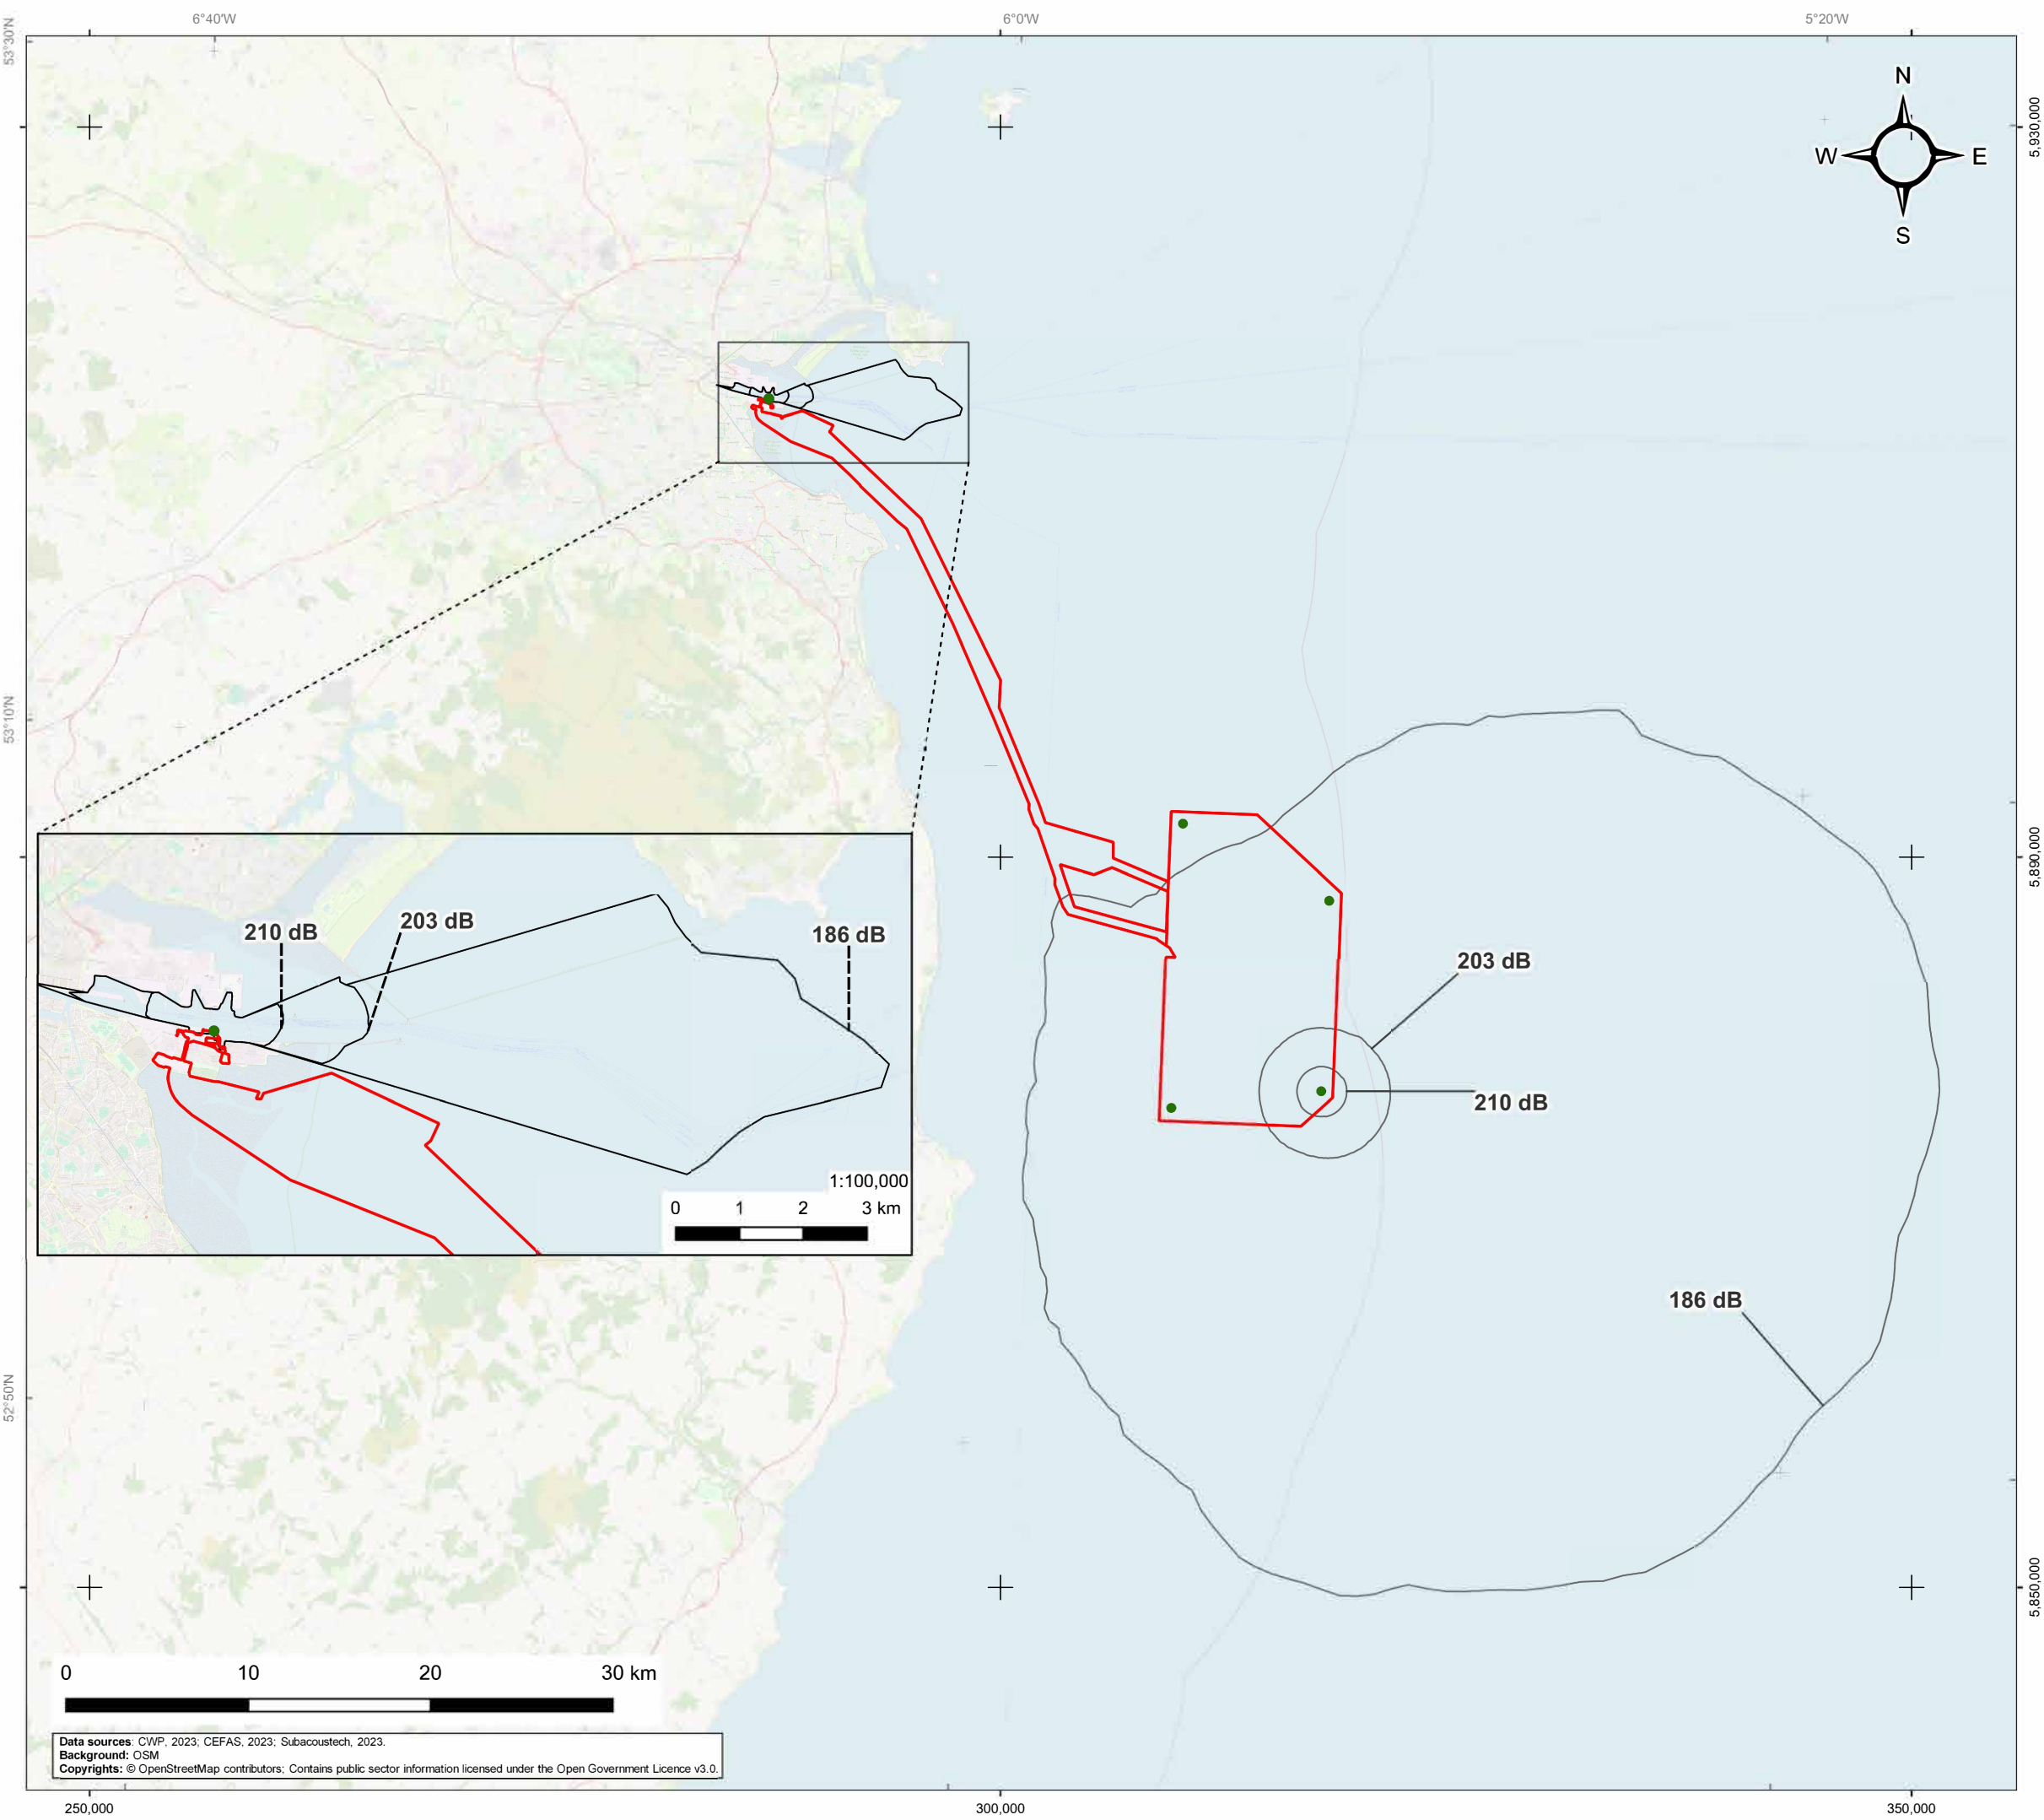 6°40'W
6°0'W
5°20'W
53°30'N
N
W
E
S
5,930,000
53°10'N
5,890,000
210 dB
203 dB
186 dB
203 dB
210 dB
1:100,000
0 1 2 3 km
186 dB
52°50'N
5,850,000
0 10 20 30 km
Data sources: CWP, 2023; CEFAS, 2023; Subacoustech, 2023.
Background: OSM
Copyrights: © OpenStreetMap contributors; Contains public sector information licensed under the Open Government Licence v3.0.
250,000
300,000
350,000